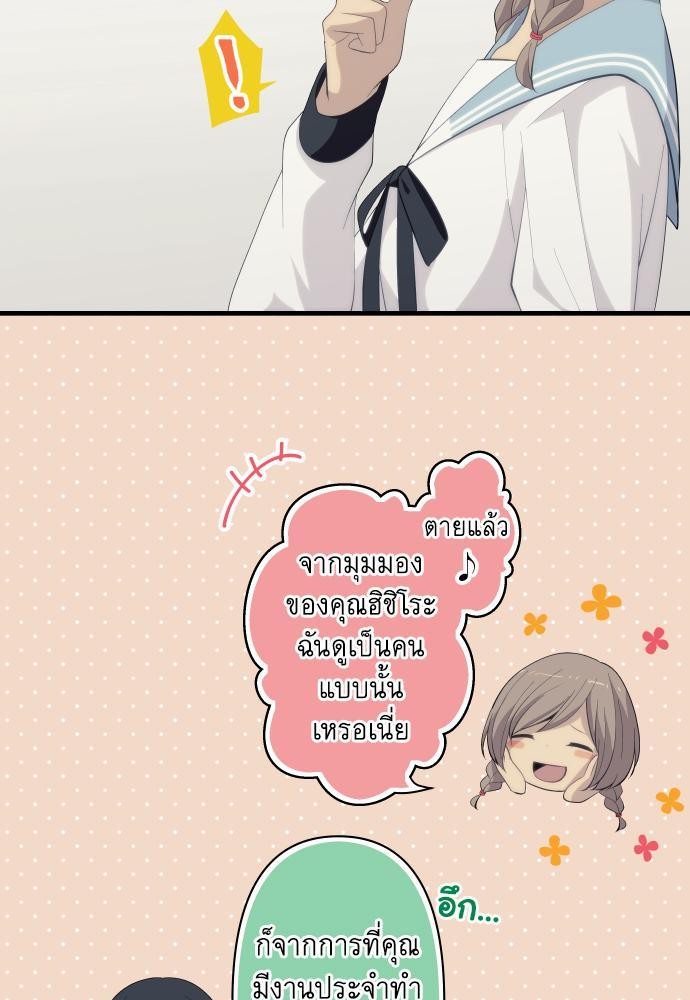 !
ตายแล้ว
♪
จากมุมมอง
ของคุณฮิชิโระ
ฉันดูเป็นคน
แบบนั้น
เหรอเนี่ย
อึก...
ก็จากการที่คุณ
มีงานประจำทำ